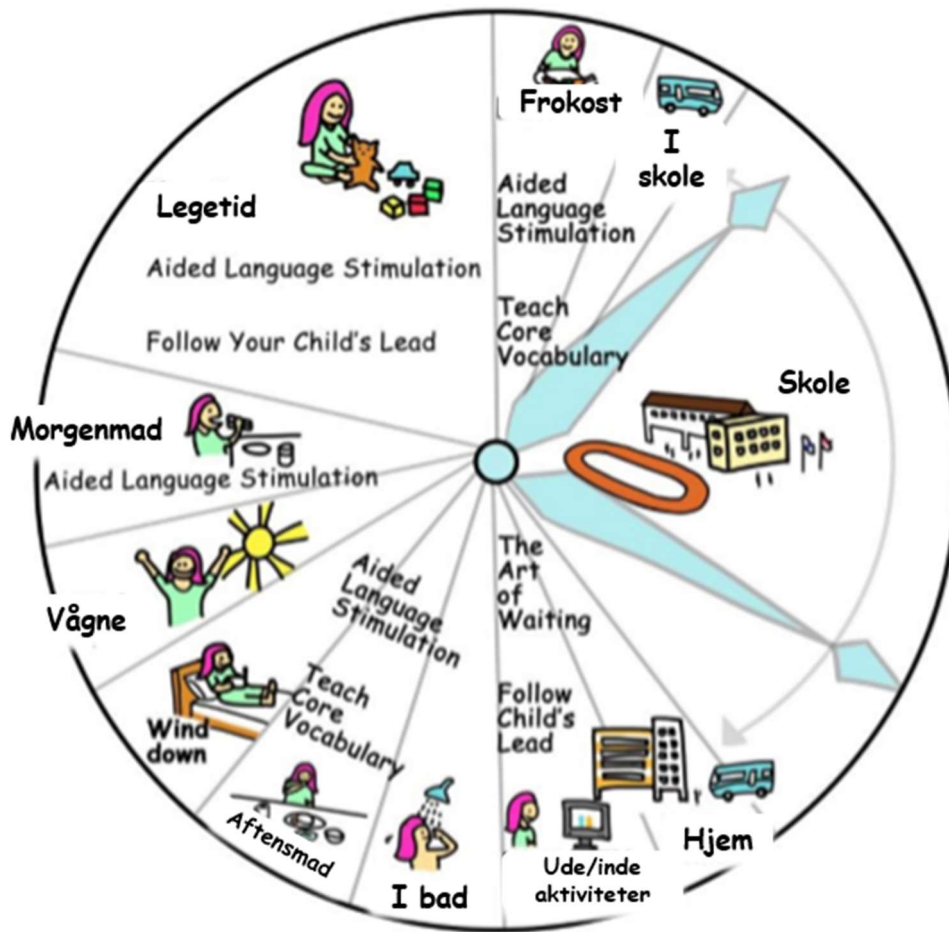 Frokost
I
skole
Aided
Language
Stimulation
Teach
Core
Vocabulary
Skole
The
Art
of
Waiting
Follow
Child's
Lead
Hjem
Ude/inde
aktiviteter
I bad
Aided
Language
Stimulation
Teach
Core
Vocabulary
Aftensmad
Wind
down
Vågne
Morgenmad
Aided Language Stimulation
Legetid
Aided Language Stimulation
Follow Your Child's Lead